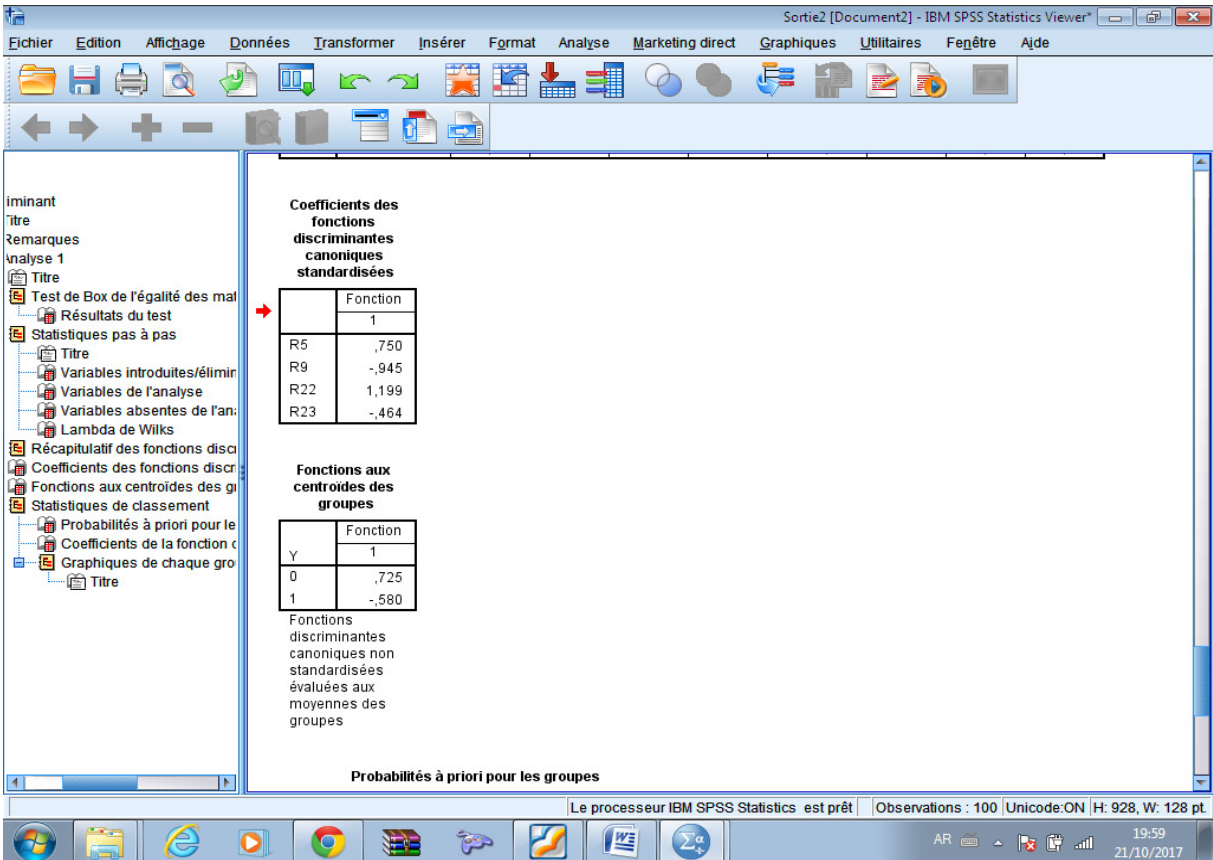 Sortie2 [Document2] - IBM SPSS Statistics Viewer*
Fichier Edition Affichage Données Transformer Insérer Format Analyse Marketing direct Graphiques Utilitaires Fenêtre Aide
iminant
Titre
Remarques
Analyse 1
Titre
Test de Box de l'égalité des mat
Résultats du test
Statistiques pas à pas
Titre
Variables introduites/élimin
Variables de l'analyse
Variables absentes de l'ana
Lambda de Wilks
Récapitulatif des fonctions discr
Coefficients des fonctions discri
Fonctions aux centroïdes des gr
Statistiques de classement
Probabilités à priori pour le
Coefficients de la fonction d
Graphiques de chaque grou
Titre
Coefficients des
fonctions
discriminantes
canoniques
standardisées
Fonction
1
R5 ,750
R9 -,945
R22 1,199
R23 -,464
Fonctions aux
centroïdes des
groupes
Fonction
Y 1
0 ,725
1 -,580
Fonctions
discriminantes
canoniques non
standardisées
évaluées aux
moyennes des
groupes
Probabilités à priori pour les groupes
Le processeur IBM SPSS Statistics est prêt Observations : 100 Unicode:ON H: 928, W: 128 pt.
AR 19:59
21/10/2017